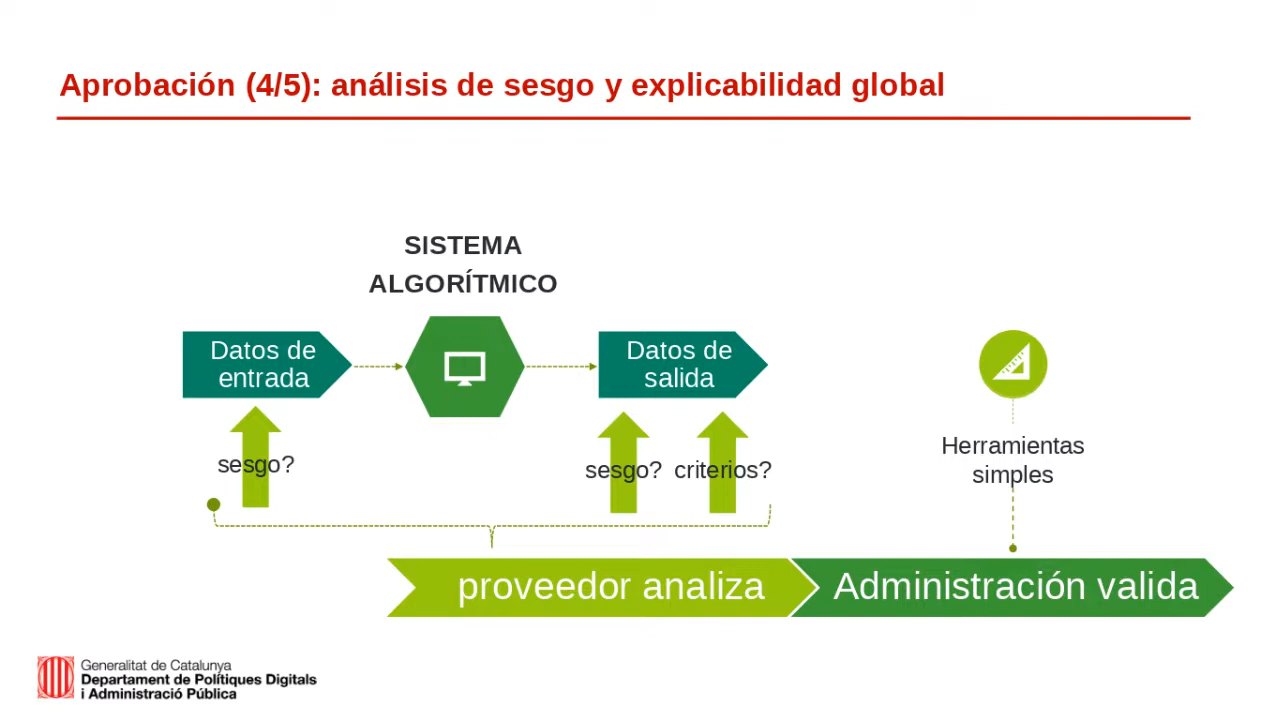 Aprobación (4/5): análisis de sesgo y explicabilidad global
SISTEMA
ALGORÍTMICO
Datos de
entrada
Datos de
salida
sesgo?
sesgo?
criterios?
Herramientas
simples
proveedor analiza
Administración valida
Generalitat de Catalunya
Departament de Polítiques Digitals
i Administració Pública